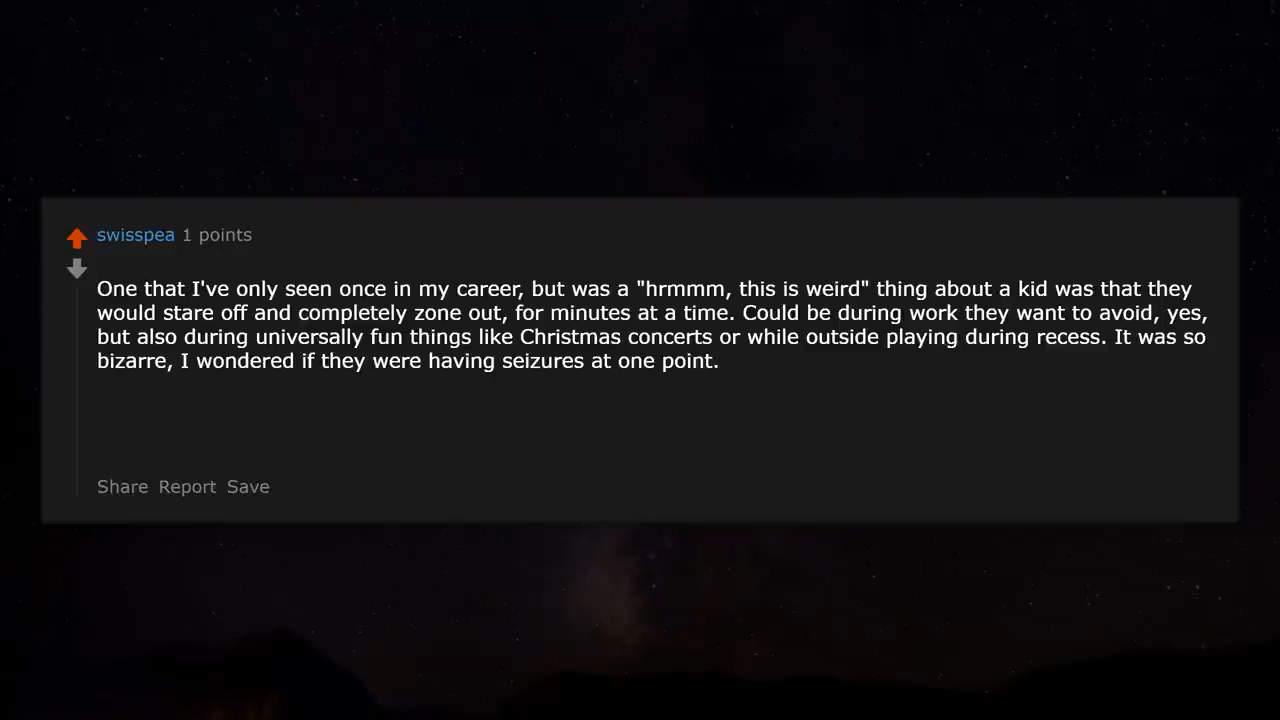 swisspea 1 points
One that I've only seen once in my career, but was a "hrmmm, this is weird" thing about a kid was that they
would stare off and completely zone out, for minutes at a time. Could be during work they want to avoid, yes,
but also during universally fun things like Christmas concerts or while outside playing during recess. It was so
bizarre, I wondered if they were having seizures at one point.
Share Report Save